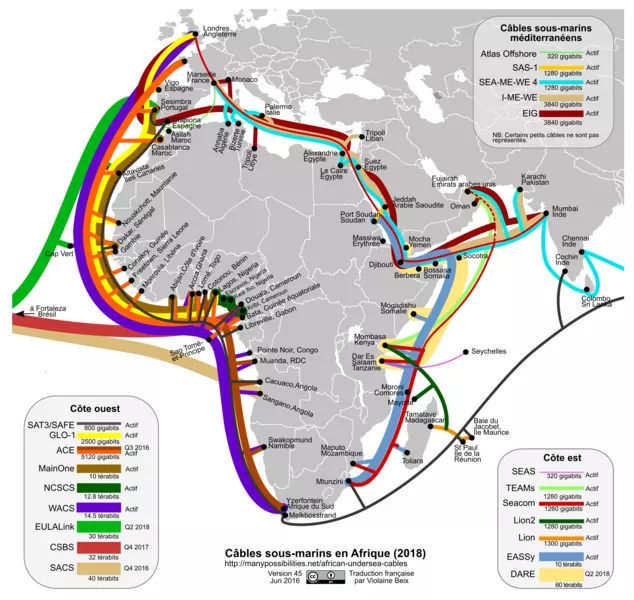 Londres
Angleterre
Marseille
France
Monaco
Vigo
Espagne
Palermo
Italie
Sesimbra
Portugal
Chipiona
Espagne
Asilah
Maroc
Casablanca
Maroc
Annaba
Algérie
Bizerte
Tunisie
Tripoli
Libye
Tripoli
Liban
Alexandrie
Egypte
Le Caire
Egypte
Suez
Egypte
Altavista
Iles Canaries
Fujairah
Emirats arabes unis
Oman
Karachi
Pakistan
Mumbai
Inde
Jeddah
Arabie Saoudite
Port Soudan
Soudan
Nouakchott, Mauritanie
Dakar, Sénégal
Gambie
Cap Vert
Conakry, Guinée
Freetown, Sierra Leone
Monrovia, Libéria
Abijan, Côte d'Ivoire
Accra, Ghana
Lomé, Togo
Cotonou, Bénin
Lagos, Nigeria
Douala, Cameroun
Bata, Guinée équatoriale
Libreville, Gabon
Massiwa
Erythrée
Mocha
Yemen
Djibouti
Berbera
Bossasa
Somalie
Socotra
Chennai
Inde
Cochin
Inde
Colombo
Sri Lanka
à Fortaleza
Brésil
Sao Tomé-
et-Principe
Mogadishu
Somalie
Mombasa
Kenya
Dar Es
Salaam
Tanzanie
Seychelles
Pointe Noir, Congo
Muanda, RDC
Cacuaco,Angola
Sangano,Angola
Moroni
Comores
Mayotte
Tamatave
Madagascar
Baie du
Jacobet,
Ile Maurice
St Paul
Ile de la
Réunion
Swakopmund
Namibie
Maputo
Mozambique
Toliara
Mtunzini
Yzerfontein
Afrique du Sud
Melkbosstrand
Câbles sous-marins
méditerranéens
Atlas Offshore
320 gigabits
Actif
SAS-1
1280 gigabits
Actif
SEA-ME-WE 4
1280 gigabits
Actif
I-ME-WE
3840 gigabits
Actif
EIG
3840 gigabits
Actif
NB: Certains petits câbles ne sont pas
représentés.
Côte ouest
SAT3/SAFE
800 gigabits
Actif
GLO-1
2500 gigabits
Actif
ACE
5120 gigabits
Q3 2016
Actif
MainOne
10 térabits
Actif
NCSCS
12.8 térabits
Actif
WACS
14.5 térabits
Actif
EULALink
30 térabits
Q2 2018
CSBS
32 térabits
Q4 2017
SACS
40 térabits
Q4 2016
Côte est
SEAS
320 gigabits
Actif
TEAMs
1280 gigabits
Actif
Seacom
1280 gigabits
Actif
Lion2
1280 gigabits
Actif
Lion
1300 gigabits
Actif
EASSy
10 térabits
Actif
DARE
60 térabits
Q2 2018
Câbles sous-marins en Afrique (2018)
http://manypossibilities.net/african-undersea-cables
Version 45
Jun 2016
Traduction française
par Violaine Beix